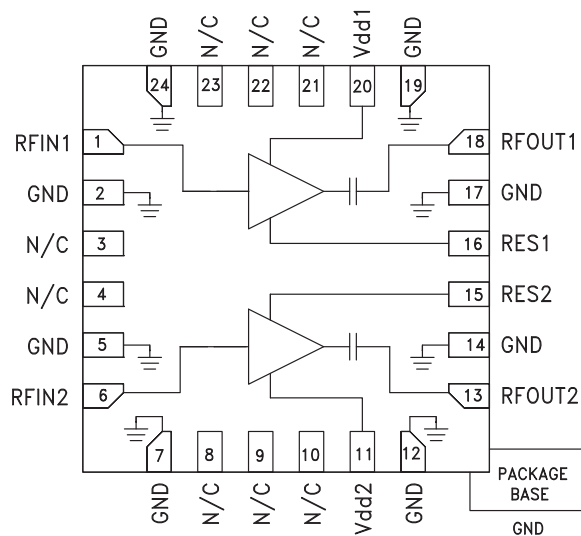 GND N/C N/C N/C Vdd1 GND
24 23 22 21 20 19
RFIN1 1 18 RFOUT1
GND 2 17 GND
N/C 3 16 RES1
N/C 4 15 RES2
GND 5 14 GND
RFIN2 6 13 RFOUT2
7 8 9 10 11 12
GND N/C N/C N/C Vdd2 GND
PACKAGE
BASE
GND